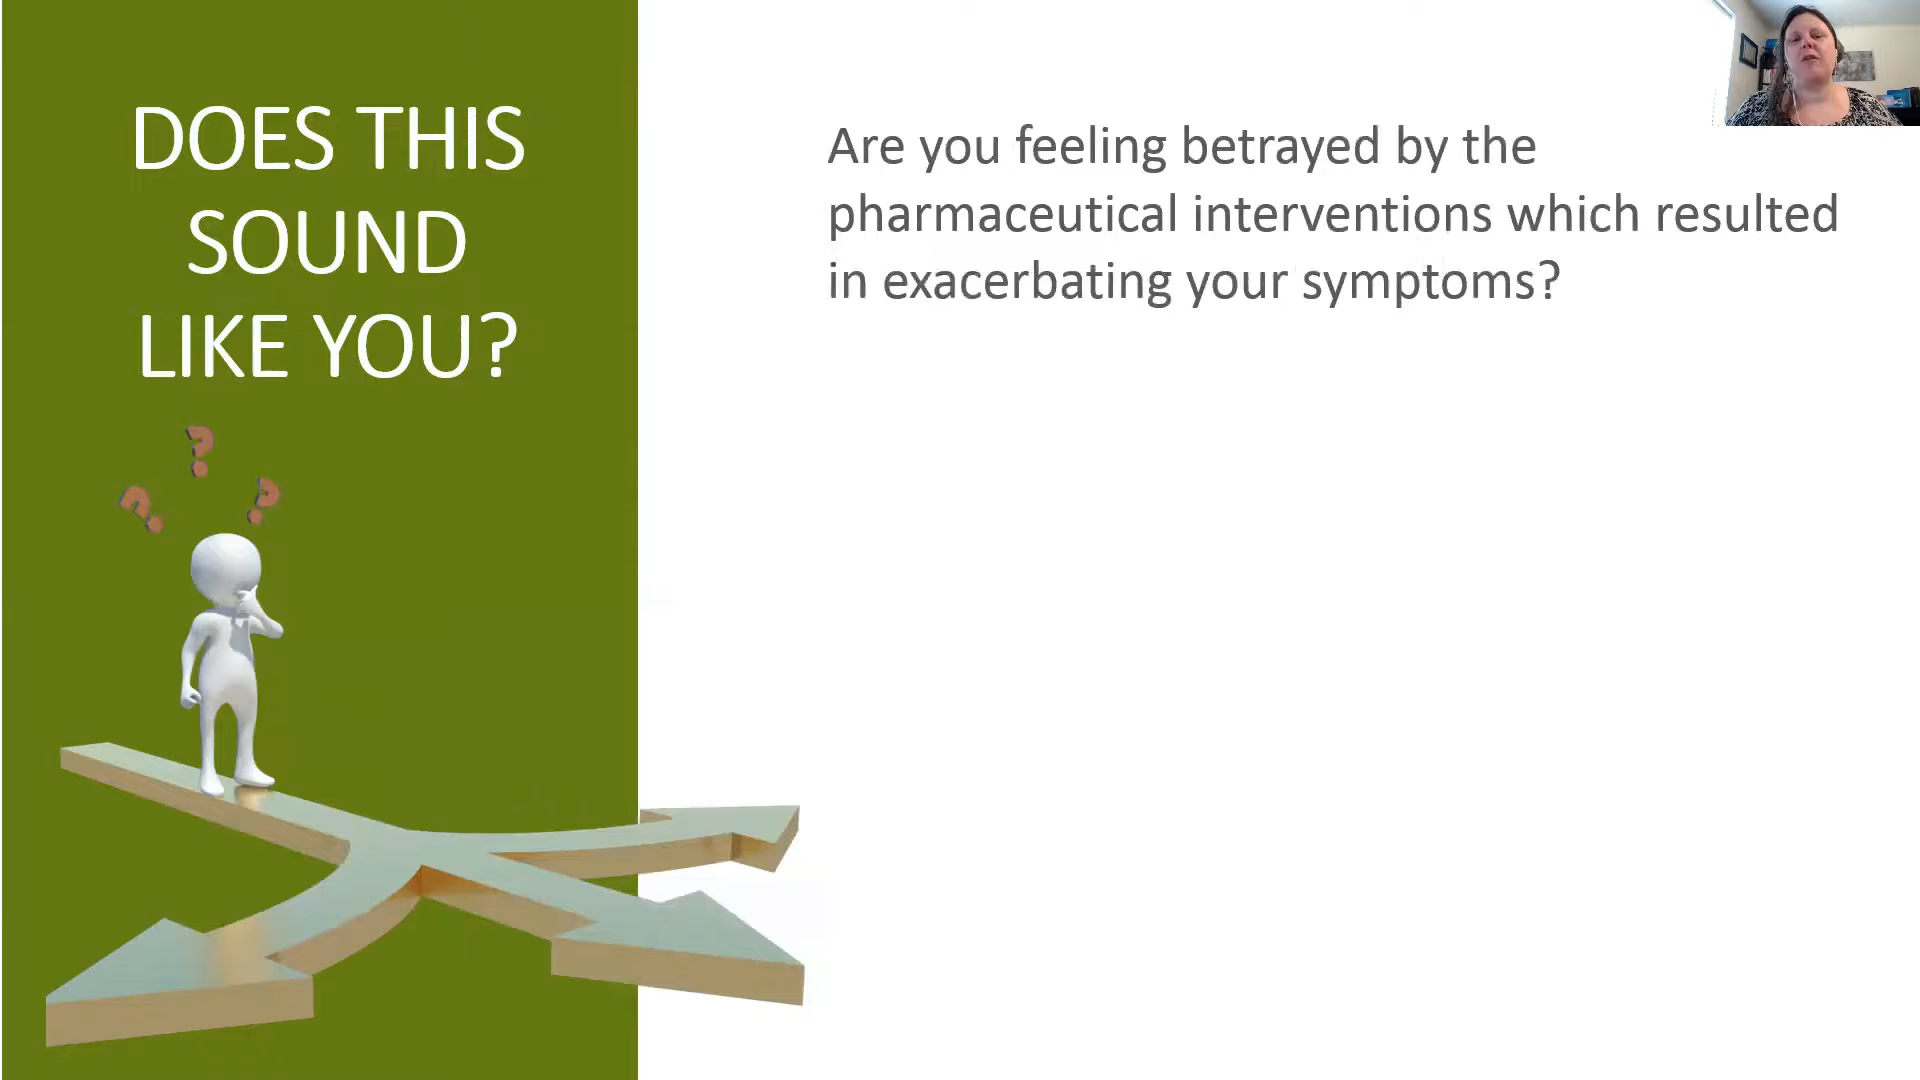 DOES THIS
SOUND
LIKE YOU?
Are you feeling betrayed by the
pharmaceutical interventions which resulted
in exacerbating your symptoms?